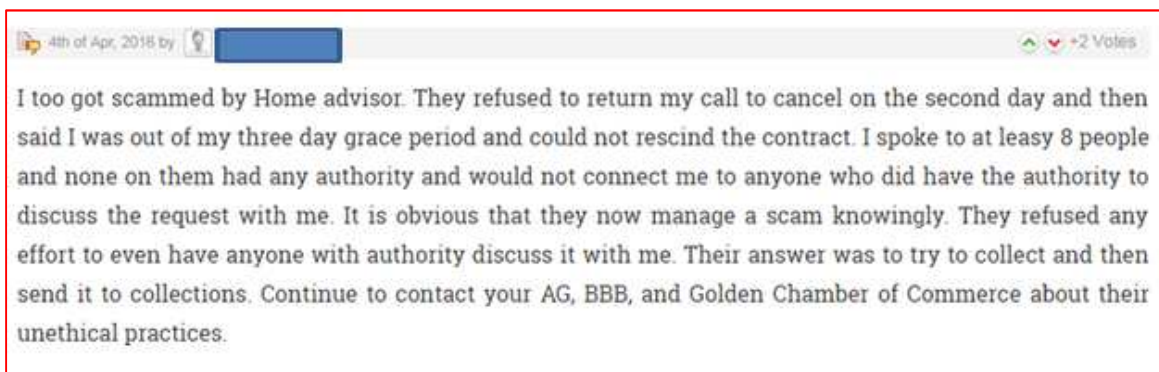 4th of Apr, 2016 by +2 Votes
I too got scammed by Home advisor. They refused to return my call to cancel on the second day and then
said I was out of my three day grace period and could not rescind the contract. I spoke to at leasy 8 people
and none on them had any authority and would not connect me to anyone who did have the authority to
discuss the request with me. It is obvious that they now manage a scam knowingly. They refused any
effort to even have anyone with authority discuss it with me. Their answer was to try to collect and then
send it to collections. Continue to contact your AG, BBB, and Golden Chamber of Commerce about their
unethical practices.